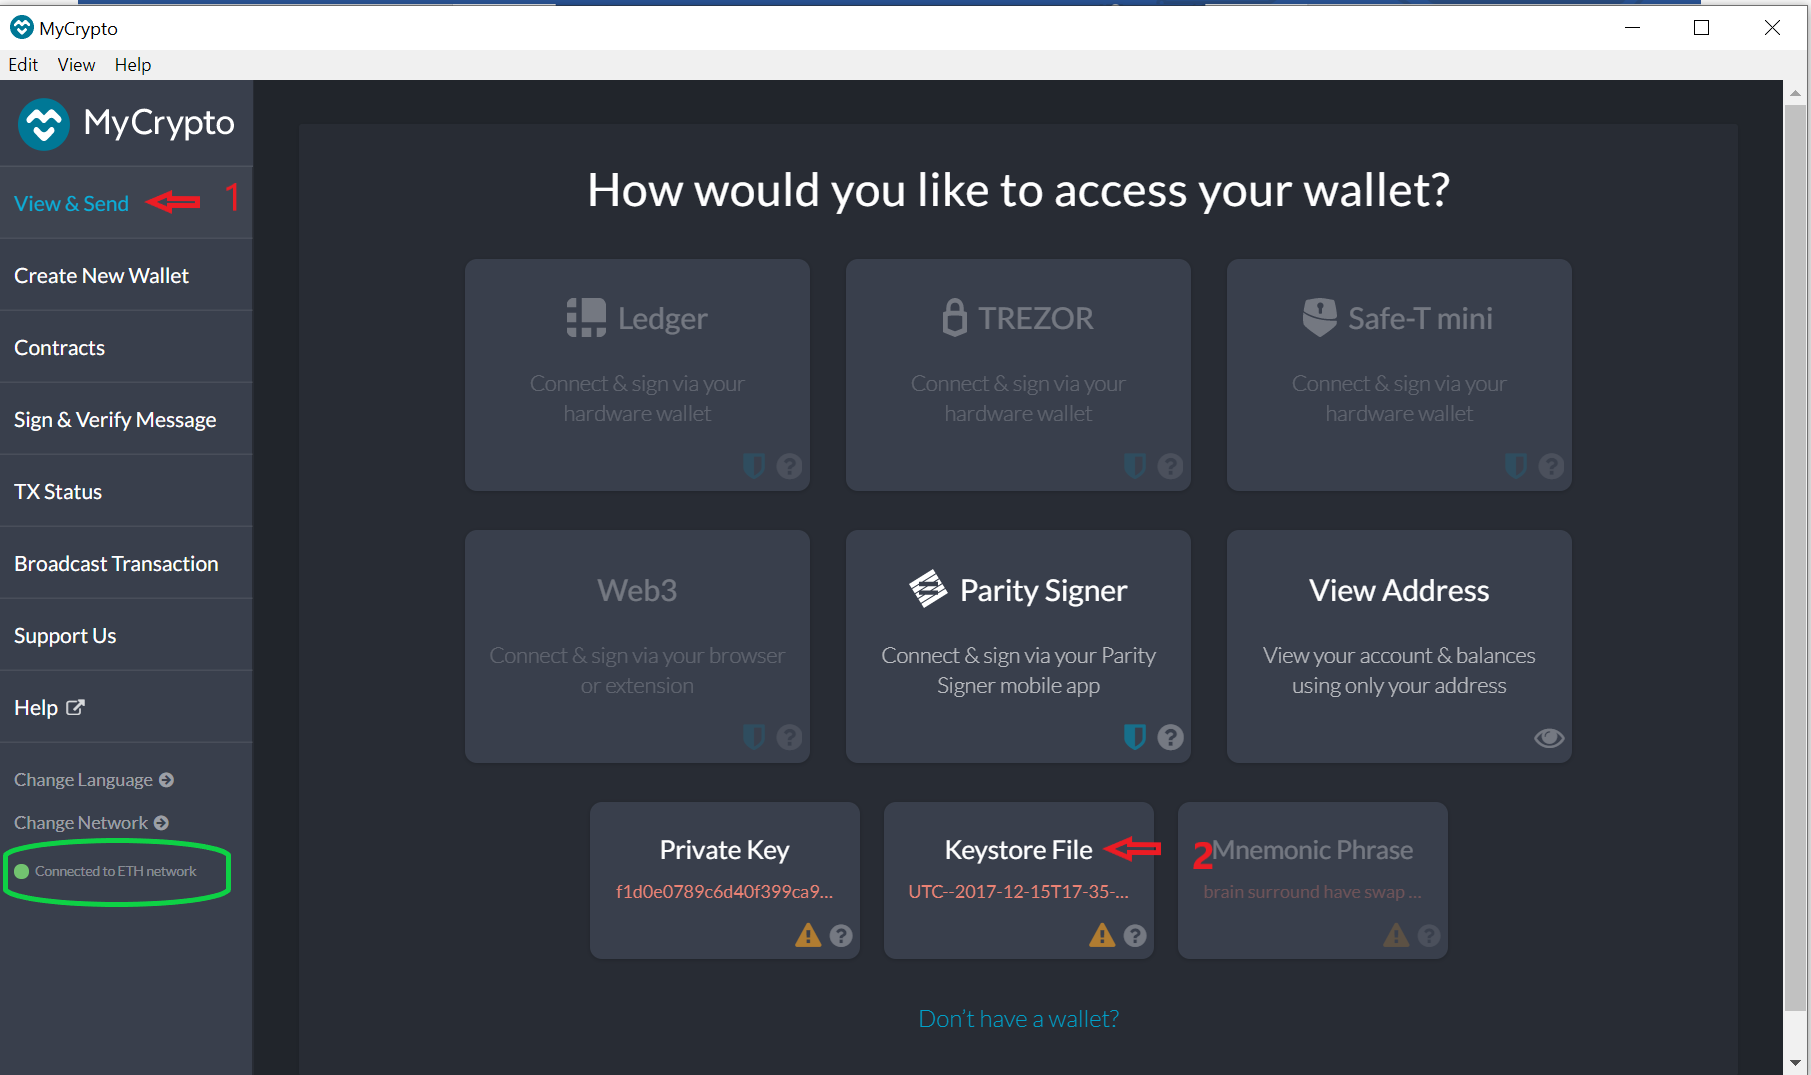 MyCrypto
Edit View Help
MyCrypto
View & Send 1
Create New Wallet
Contracts
Sign & Verify Message
TX Status
Broadcast Transaction
Support Us
Help
Change Language
Change Network
Connected to ETH network
How would you like to access your wallet?
Ledger
Connect & sign via your
hardware wallet
TREZOR
Connect & sign via your
hardware wallet
Safe-T mini
Connect & sign via your
hardware wallet
Web3
Connect & sign via your browser
or extension
Parity Signer
Connect & sign via your Parity
Signer mobile app
View Address
View your account & balances
using only your address
Private Key
f1d0e0789c6d40f399ca9...
Keystore File 2
UTC--2017-12-15T17-35-...
Mnemonic Phrase
brain surround have swap ...
Don't have a wallet?